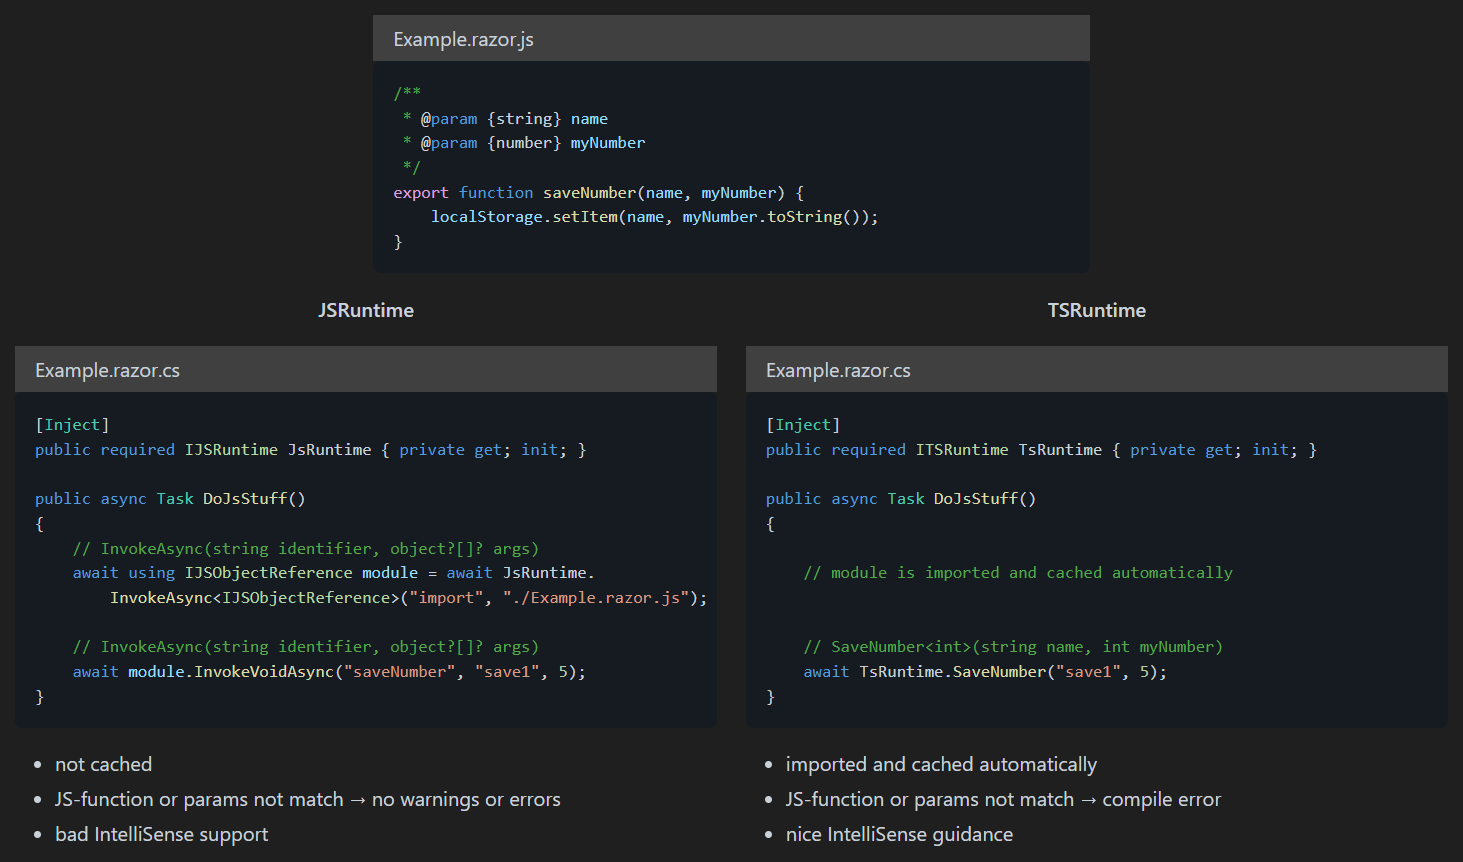 Example.razor.js
/**
 * @param {string} name
 * @param {number} myNumber
 */
export function saveNumber(name, myNumber) {
    localStorage.setItem(name, myNumber.toString());
}
JSRuntime
Example.razor.cs
[Inject]
public required IJSRuntime JsRuntime { private get; init; }
public async Task DoJsStuff()
{
    // InvokeAsync(string identifier, object?[]? args)
    await using IJSObjectReference module = await JsRuntime.
        InvokeAsync<IJSObjectReference>("import", "./Example.razor.js");
    // InvokeAsync(string identifier, object?[]? args)
    await module.InvokeVoidAsync("saveNumber", "save1", 5);
}
• not cached
• JS-function or params not match → no warnings or errors
• bad IntelliSense support
TSRuntime
Example.razor.cs
[Inject]
public required ITSRuntime TsRuntime { private get; init; }
public async Task DoJsStuff()
{
    // module is imported and cached automatically
    // SaveNumber<int>(string name, int myNumber)
    await TsRuntime.SaveNumber("save1", 5);
}
• imported and cached automatically
• JS-function or params not match → compile error
• nice IntelliSense guidance